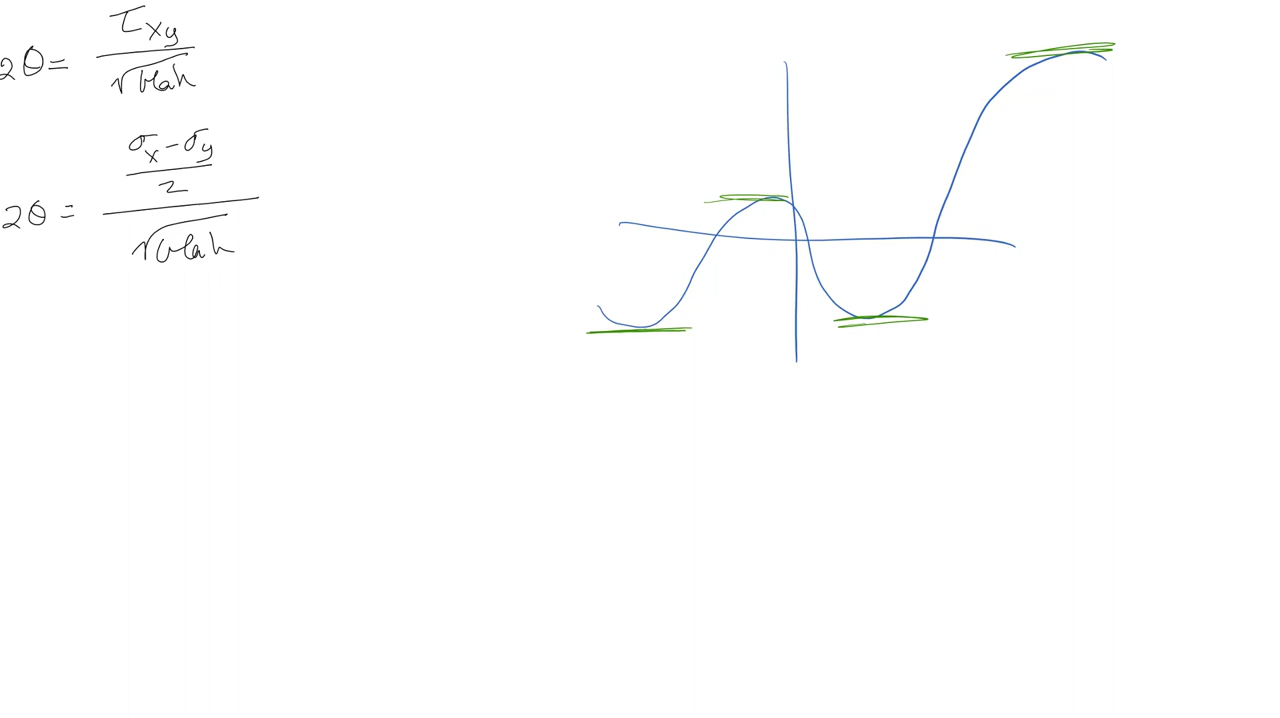 2θ = τxy / √blah
2θ = ((σx - σy) / 2) / √blah